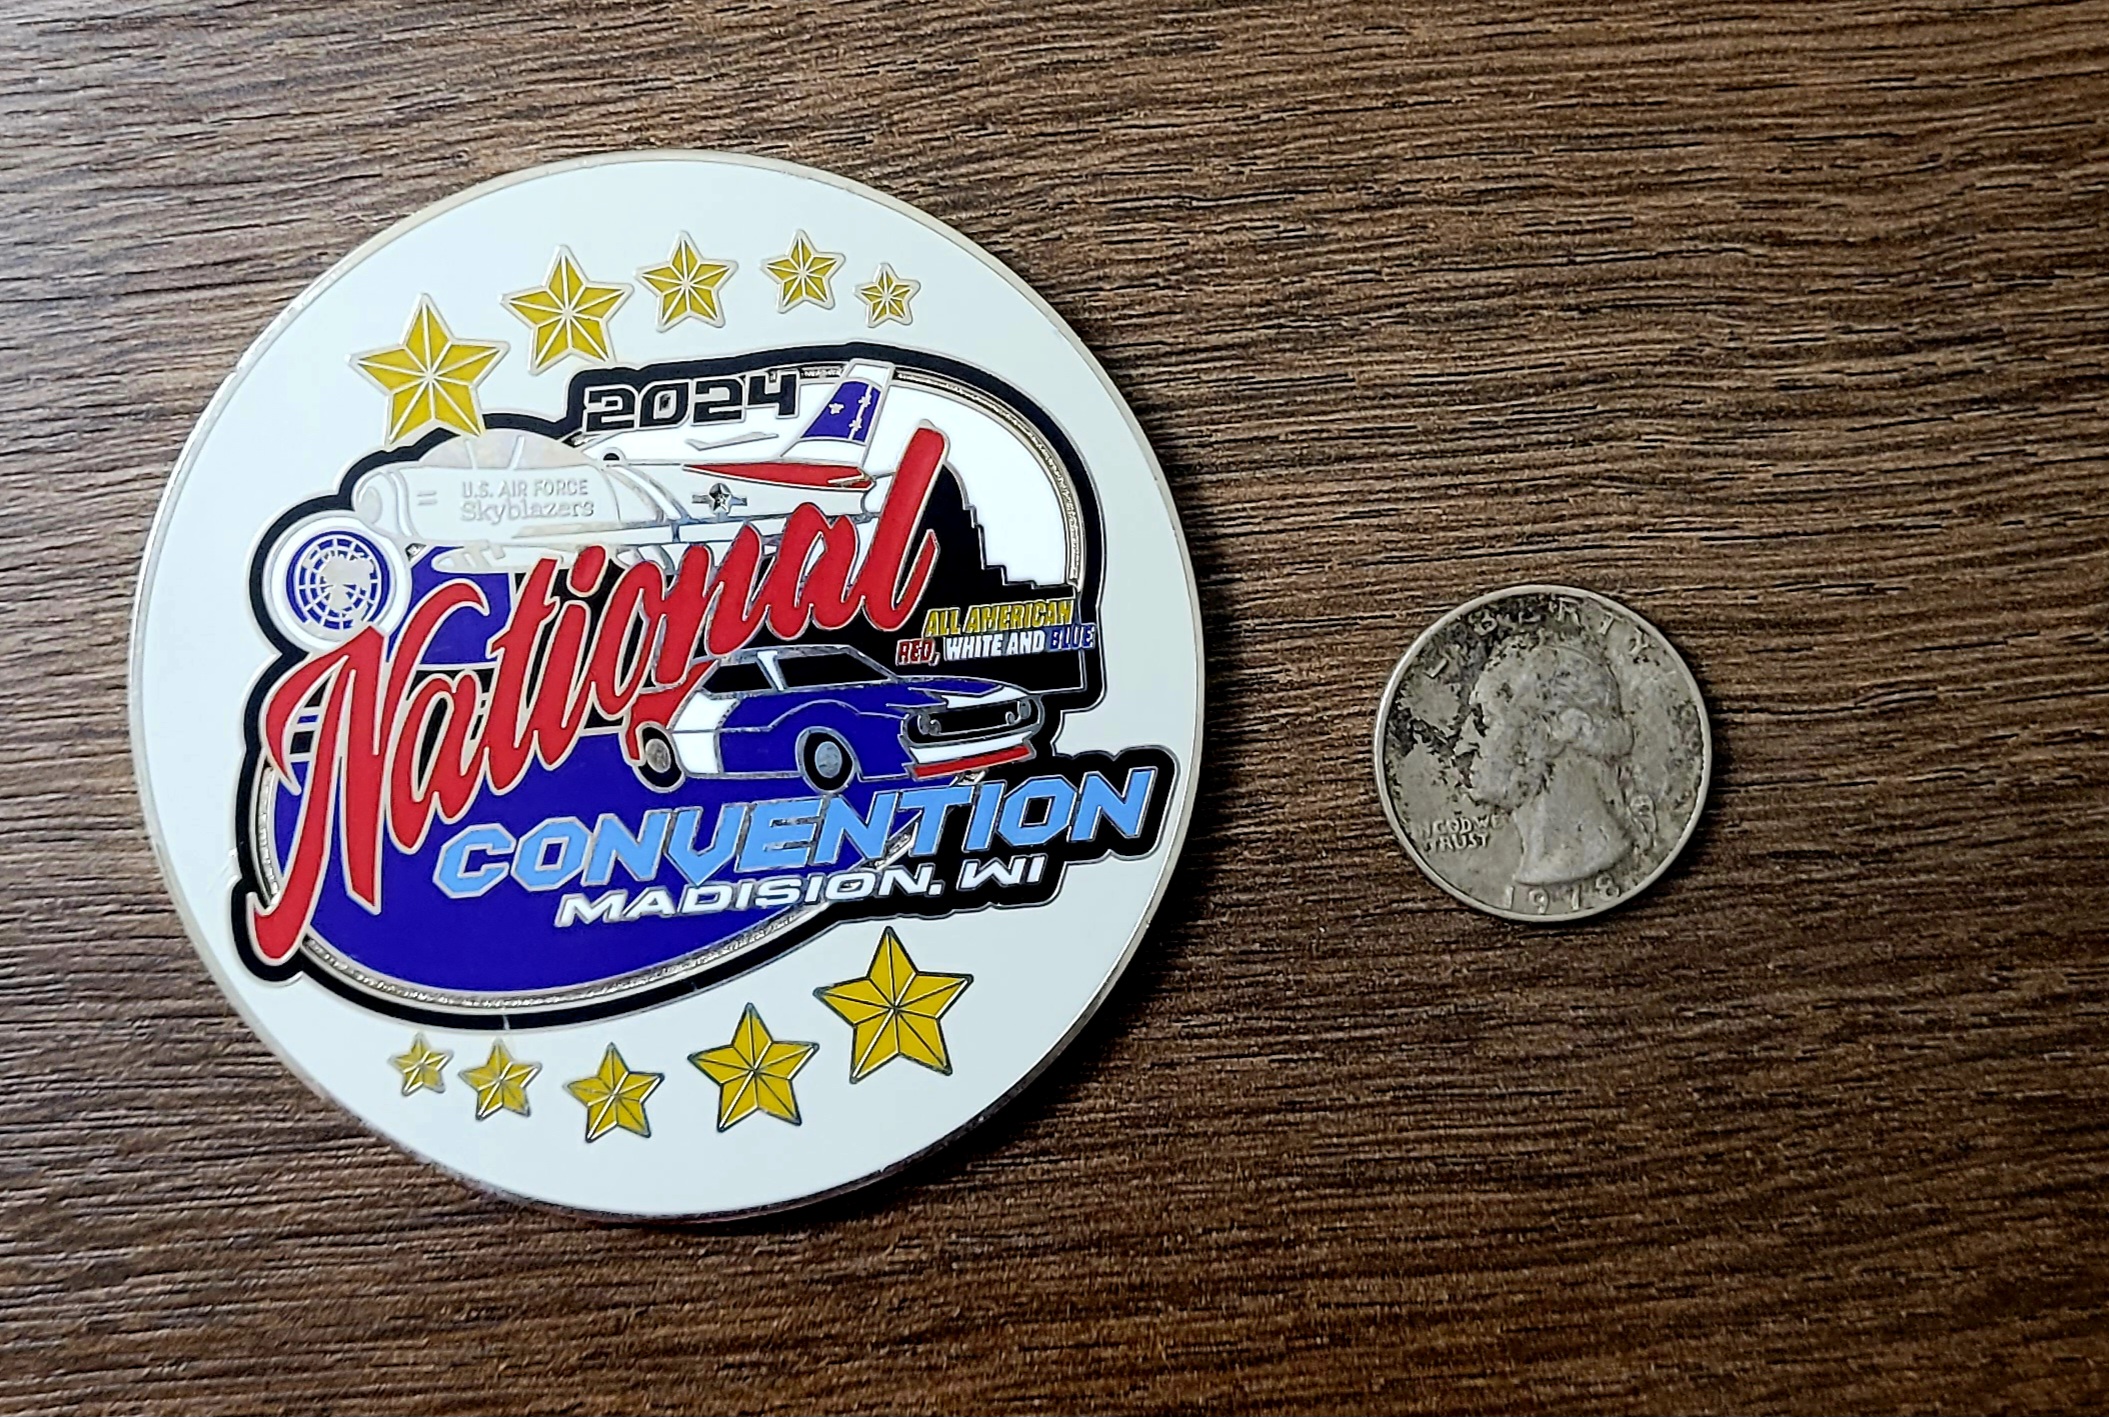 2024
U.S. AIR FORCE
Skyblazers
National
ALL AMERICAN
RED, WHITE AND BLUE
CONVENTION
MADISION, WI
LIBERTY
IN GOD WE
TRUST
1978